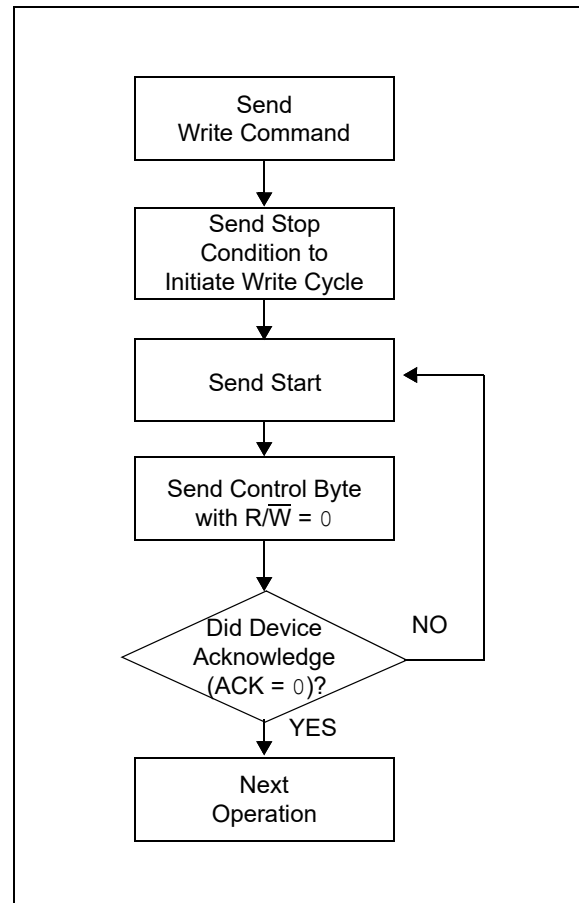 Send
Write Command
Send Stop
Condition to
Initiate Write Cycle
Send Start
Send Control Byte
with R/W̅ = 0
Did Device
Acknowledge
(ACK = 0)?
NO
YES
Next
Operation